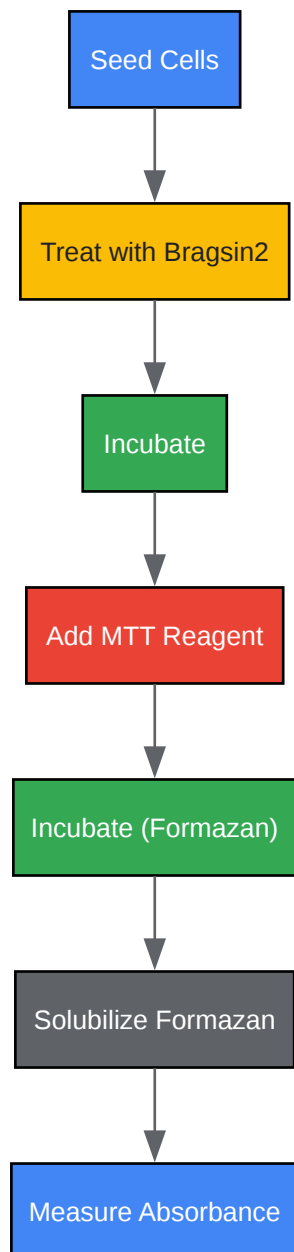 Seed Cells
Treat with Bragsin2
Incubate
Add MTT Reagent
Incubate (Formazan)
Solubilize Formazan
Measure Absorbance